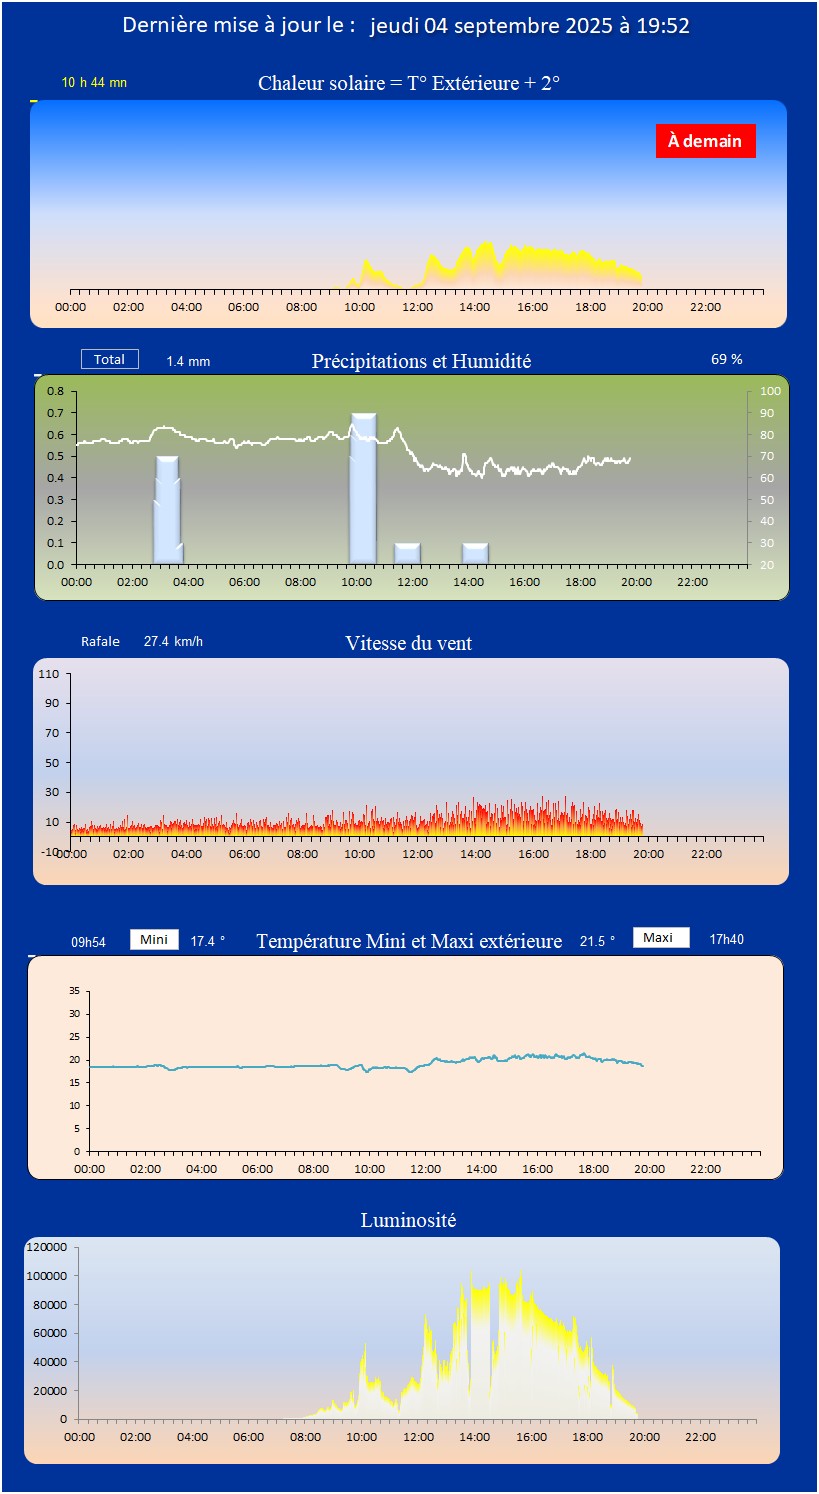 Dernière mise à jour le : jeudi 04 septembre 2025 à 19:52
10 h 44 mn Chaleur solaire = T° Extérieure + 2°
À demain
00:00 02:00 04:00 06:00 08:00 10:00 12:00 14:00 16:00 18:00 20:00 22:00
Total 1.4 mm Précipitations et Humidité 69 %
0.8 100
0.7 90
0.6 80
0.5 70
0.4 60
0.3 50
0.2 40
0.1 30
0.0 20
00:00 02:00 04:00 06:00 08:00 10:00 12:00 14:00 16:00 18:00 20:00 22:00
Rafale 27.4 km/h Vitesse du vent
110
90
70
50
30
10
-10
00:00 02:00 04:00 06:00 08:00 10:00 12:00 14:00 16:00 18:00 20:00 22:00
09h54 Mini 17.4 ° Température Mini et Maxi extérieure 21.5 ° Maxi 17h40
35
30
25
20
15
10
5
0
00:00 02:00 04:00 06:00 08:00 10:00 12:00 14:00 16:00 18:00 20:00 22:00
Luminosité
120000
100000
80000
60000
40000
20000
0
00:00 02:00 04:00 06:00 08:00 10:00 12:00 14:00 16:00 18:00 20:00 22:00